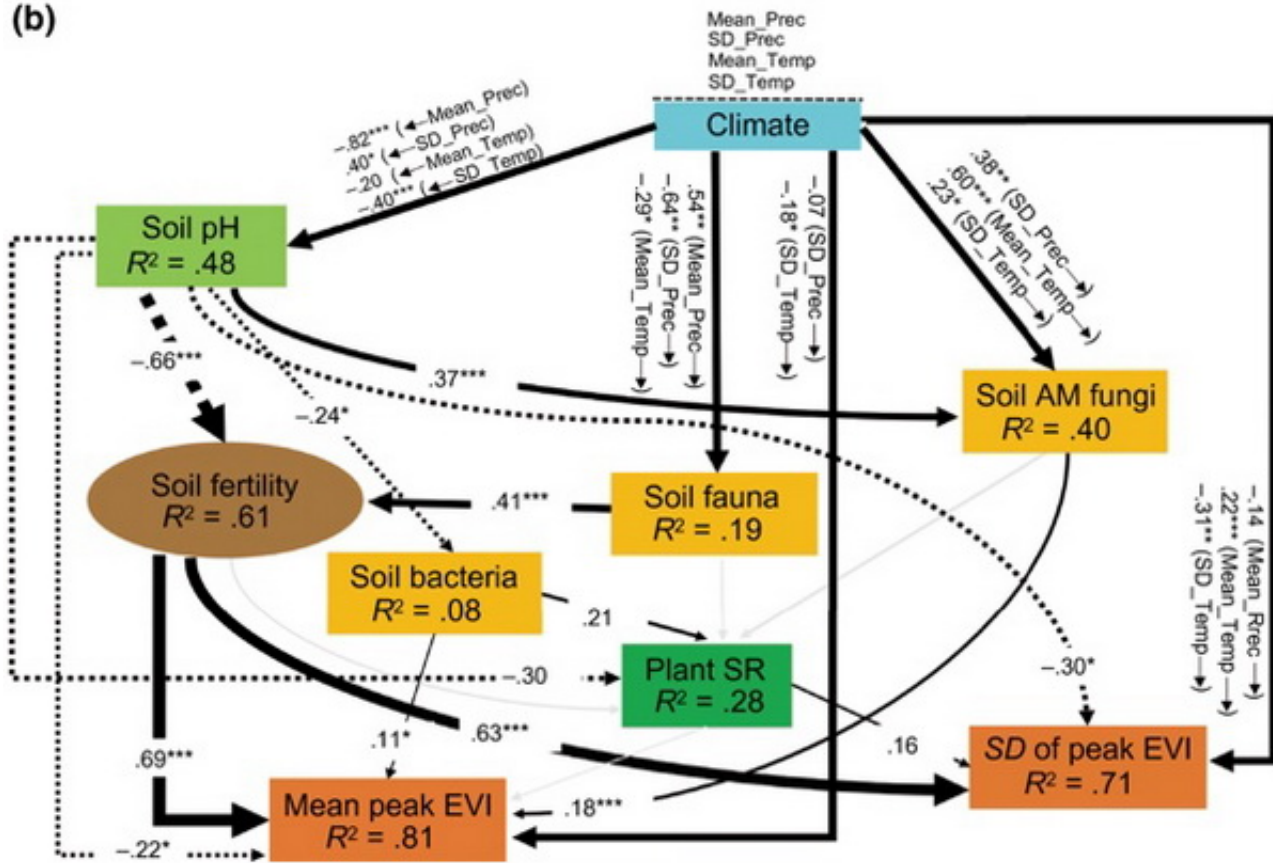 (b)
Mean_Prec
SD_Prec
Mean_Temp
SD_Temp
Climate
–.82*** (←Mean_Prec)
.40* (←SD_Prec)
–.20 (←Mean_Temp)
–.40*** (←SD_Temp)
.54** (Mean_Prec→)
–.64** (SD_Prec→)
–.29* (Mean_Temp→)
–.07 (SD_Prec→)
–.18* (SD_Temp→)
.38** (SD_Prec→)
.60*** (Mean_Temp→)
.23* (SD_Temp→)
Soil pH
R² = .48
–.66***
–.24*
.37***
Soil AM fungi
R² = .40
Soil fertility
R² = .61
.41***
Soil fauna
R² = .19
–.14 (Mean_Rrec→)
.22*** (Mean_Temp→)
–.31** (SD_Temp→)
Soil bacteria
R² = .08
.21
–.30
Plant SR
R² = .28
–.30*
.69***
.11*
.63***
.16
SD of peak EVI
R² = .71
Mean peak EVI
R² = .81
.18***
–.22*